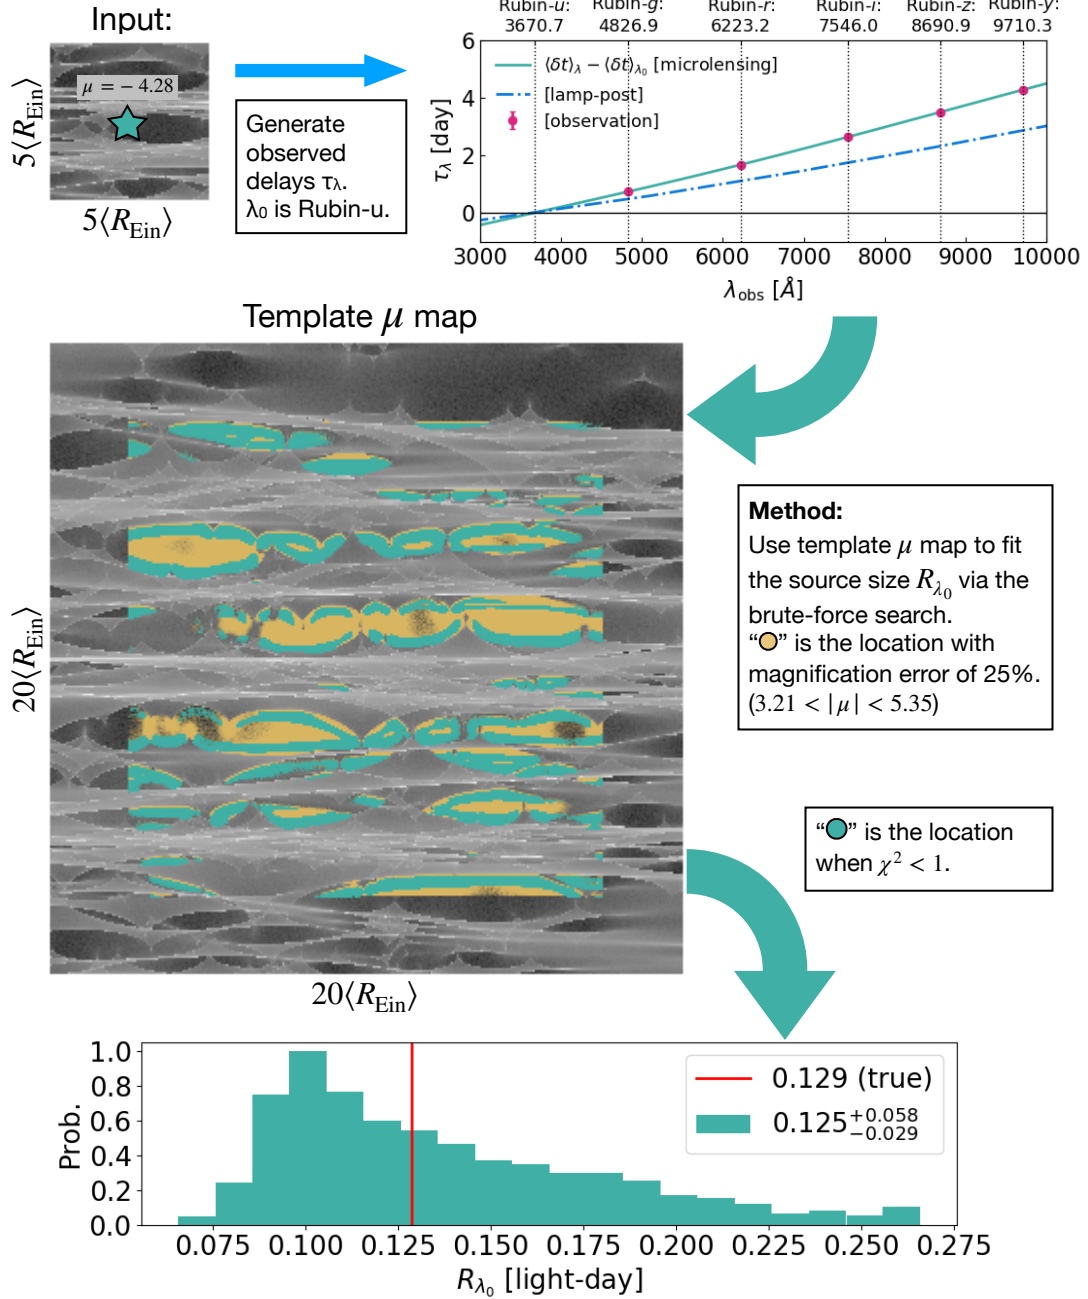 Input:
μ = − 4.28
5⟨R_Ein⟩
5⟨R_Ein⟩
Generate
observed
delays τλ.
λ0 is Rubin-u.
Rubin-u: Rubin-g: Rubin-r: Rubin-i: Rubin-z: Rubin-y:
3670.7 4826.9 6223.2 7546.0 8690.9 9710.3
⟨δt⟩λ − ⟨δt⟩λ0 [microlensing]
[lamp-post]
[observation]
τλ [day]
6
4
2
0
3000 4000 5000 6000 7000 8000 9000 10000
λobs [Å]
Template μ map
20⟨R_Ein⟩
20⟨R_Ein⟩
Method:
Use template μ map to fit
the source size Rλ0 via the
brute-force search.
“ ” is the location with
magnification error of 25%.
(3.21 < |μ| < 5.35)
“ ” is the location
when χ² < 1.
Prob.
1.0
0.8
0.6
0.4
0.2
0.0
0.129 (true)
0.125 +0.058 −0.029
0.075 0.100 0.125 0.150 0.175 0.200 0.225 0.250 0.275
Rλ0 [light-day]